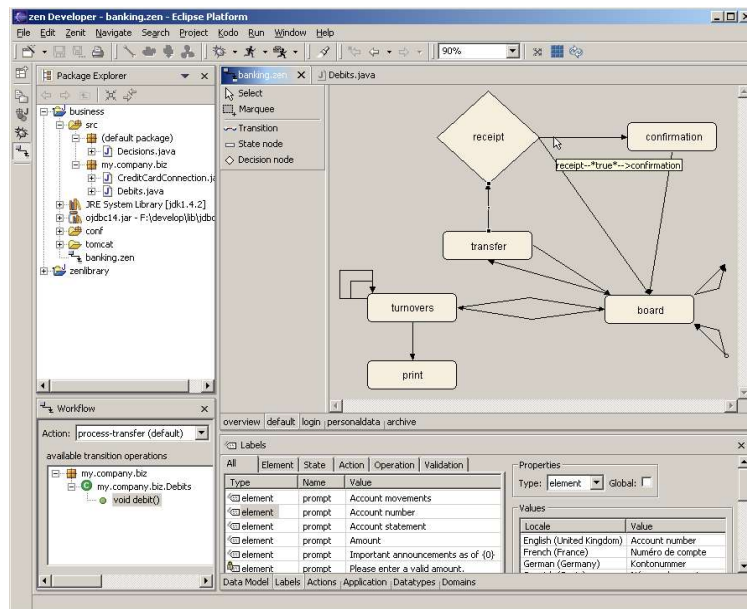 zen Developer - banking.zen - Eclipse Platform
File Edit Zenit Navigate Search Project Kodo Run Window Help
90%
Package Explorer
business
src
(default package)
Decisions.java
my.company.biz
CreditCardConnection.ja
Debits.java
JRE System Library [jdk1.4.2]
ojdbc14.jar - F:\develop\lib\jdbc
conf
tomcat
banking.zen
zenlibrary
banking.zen
Debits.java
Select
Marquee
Transition
State node
Decision node
receipt
confirmation
receipt--*true*-->confirmation
transfer
turnovers
board
print
overview default login personaldata archive
Workflow
Action: process-transfer (default)
available transition operations
my.company.biz
my.company.biz.Debits
void debit()
Labels
All Element State Action Operation Validation
Type Name Value
element prompt Account movements
element prompt Account number
element prompt Account statement
element prompt Amount
element prompt Important announcements as of {0}
element prompt Please enter a valid amount.
Properties
Type: element Global:
Values
Locale Value
English (United Kingdom) Account number
French (France) Numéro de compte
German (Germany) Kontonummer
Data Model Labels Actions Application Datatypes Domains